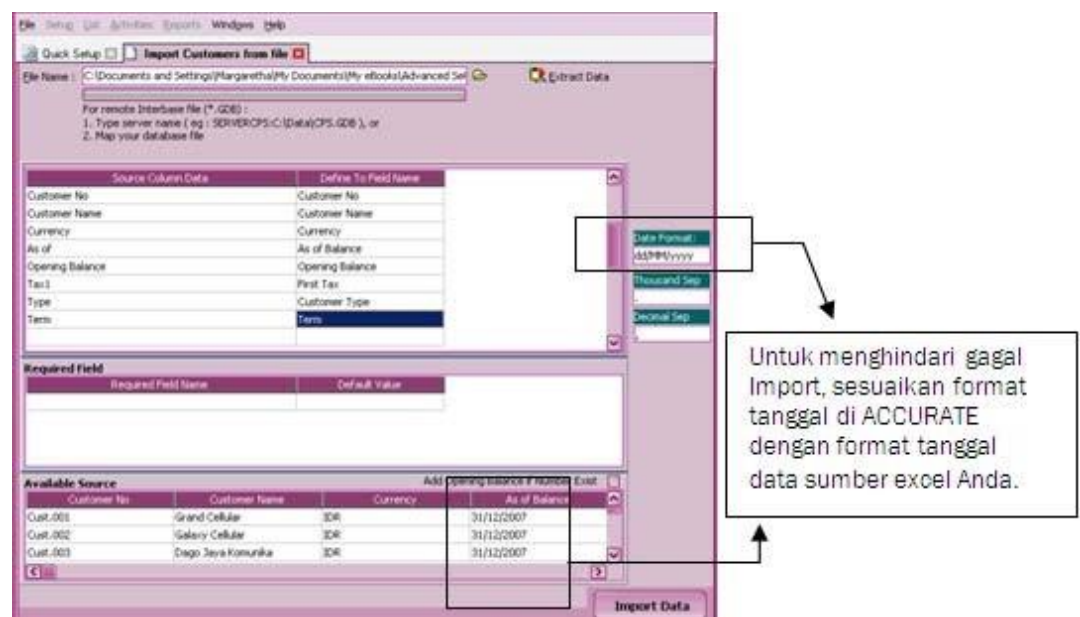 File Setup List Activities Reports Windows Help
Quick Setup Import Customers from file
File Name : C:\Documents and Settings\Margaretha\My Documents\My eBooks\Advanced Sel Extract Data
For remote Interbase file (*.GDB) :
1. Type server name ( eg : SERVERCPS:C:\Data\CPS.GDB ), or
2. Map your database file
Source Column Data Define To Field Name
Customer No Customer No
Customer Name Customer Name
Currency Currency
As of As of Balance
Opening Balance Opening Balance
Tax1 First Tax
Type Customer Type
Term Term
Date Format:
dd/MM/yyyy
Thousand Sep
.
Decimal Sep
,
Untuk menghindari gagal
Import, sesuaikan format
tanggal di ACCURATE
dengan format tanggal
data sumber excel Anda.
Required Field
Required Field Name Default Value
Available Source Add Opening Balance if Number Exist
Customer No Customer Name Currency As of Balance
Cust.001 Grand Cellular IDR 31/12/2007
Cust.002 Galaxy Cellular IDR 31/12/2007
Cust.003 Dago Jaya Komunika IDR 31/12/2007
Import Data